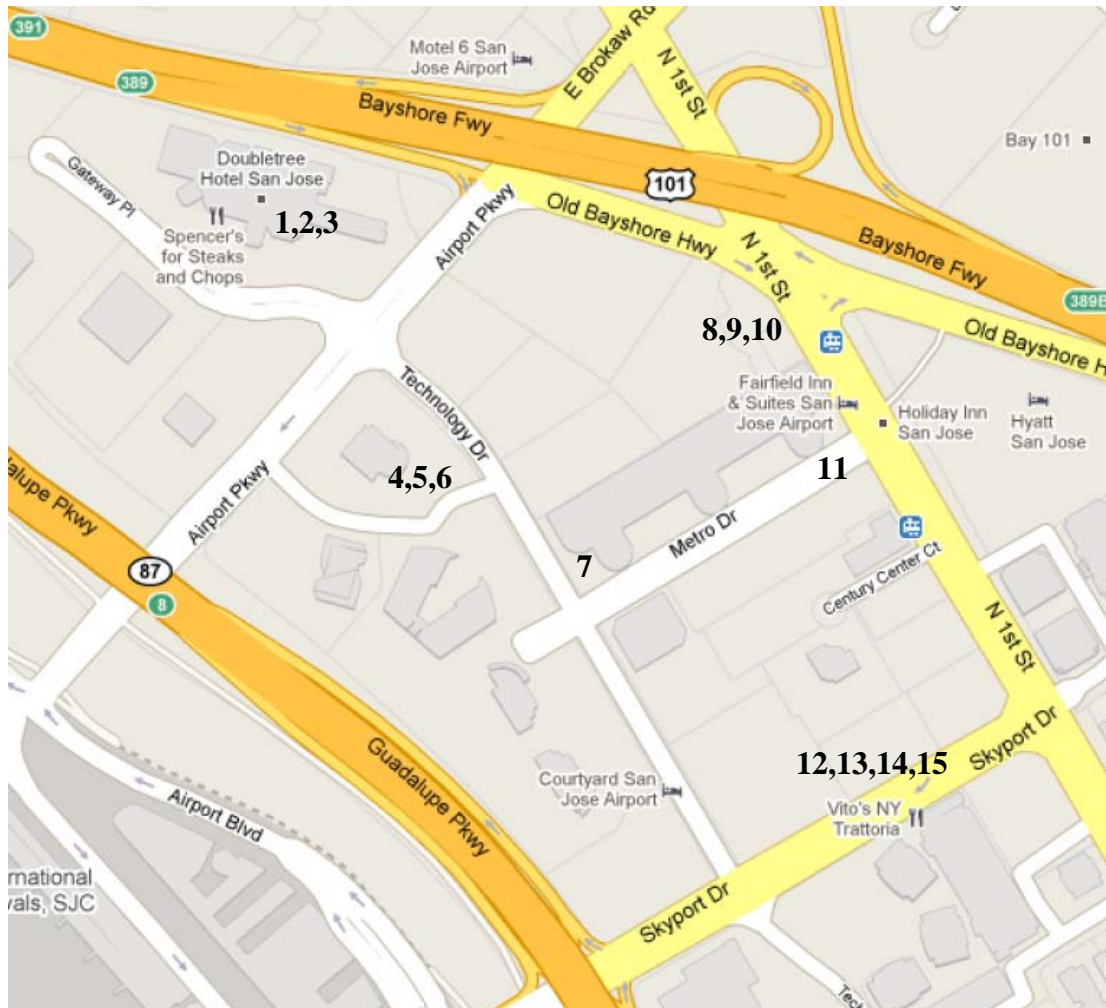 391
Motel 6 San
Jose Airport
E Brokaw Rd
N 1st St
389
Bayshore Fwy
Bay 101
Gateway Pl
Doubletree
Hotel San Jose
1,2,3
Spencer's
for Steaks
and Chops
Airport Pkwy
101
Old Bayshore Hwy
N 1st St
Bayshore Fwy
389B
8,9,10
Old Bayshore H
Technology Dr
Fairfield Inn
& Suites San
Jose Airport
Holiday Inn
San Jose
Hyatt
San Jose
11
4,5,6
Airport Pkwy
alupe Pkwy
Metro Dr
87
8
7
Century Center Ct
N 1st St
Guadalupe Pkwy
Skyport Dr
12,13,14,15
Courtyard San
Jose Airport
Vito's NY
Trattoria
Airport Blvd
rnational
vals, SJC
Skyport Dr
Tech